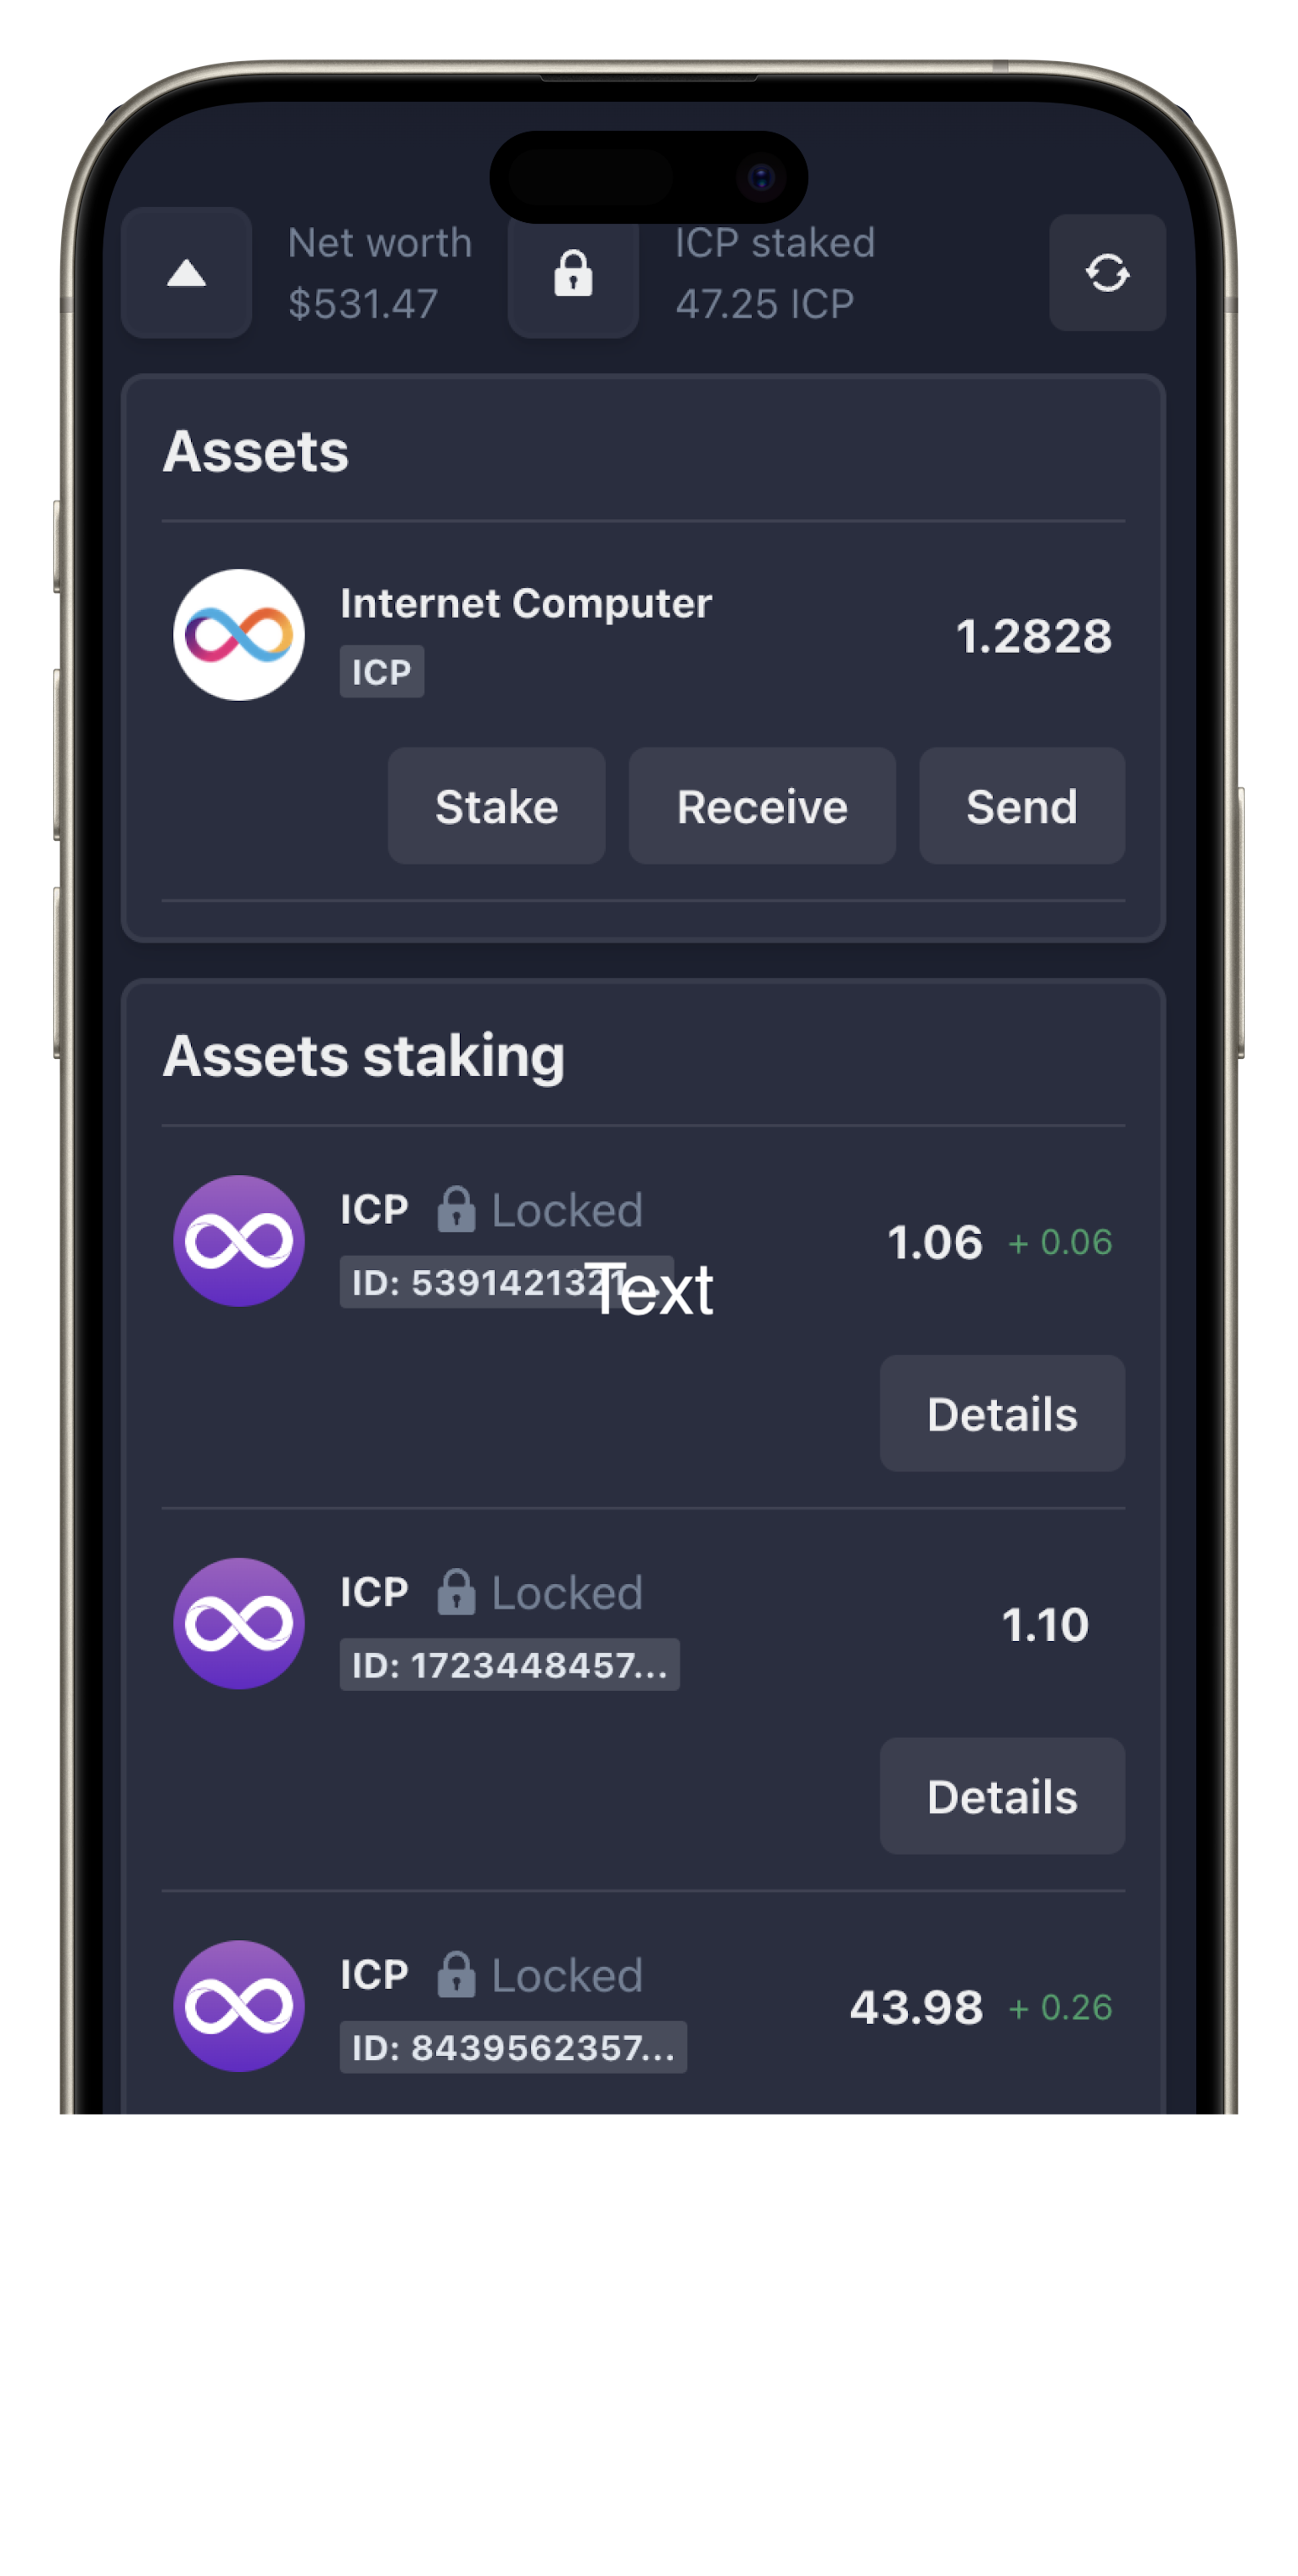 Net worth
$531.47
ICP staked
47.25 ICP
Assets
Internet Computer
ICP
1.2828
Stake
Receive
Send
Assets staking
ICP
Locked
ID: 5391421321...
1.06
+ 0.06
Text
Details
ICP
Locked
ID: 1723448457...
1.10
Details
ICP
Locked
ID: 8439562357...
43.98
+ 0.26